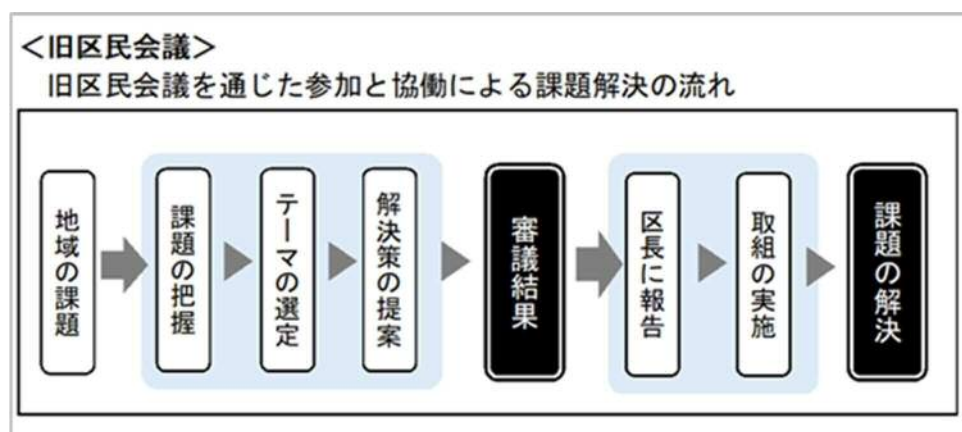 ＜旧区民会議＞
旧区民会議を通じた参加と協働による課題解決の流れ
地域の課題
課題の把握
テーマの選定
解決策の提案
審議結果
区長に報告
取組の実施
課題の解決